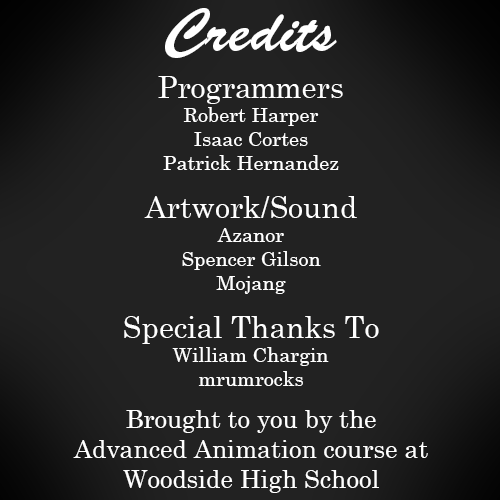 Credits
Programmers
Robert Harper
Isaac Cortes
Patrick Hernandez
Artwork/Sound
Azanor
Spencer Gilson
Mojang
Special Thanks To
William Chargin
mrumrocks
Brought to you by the
Advanced Animation course at
Woodside High School